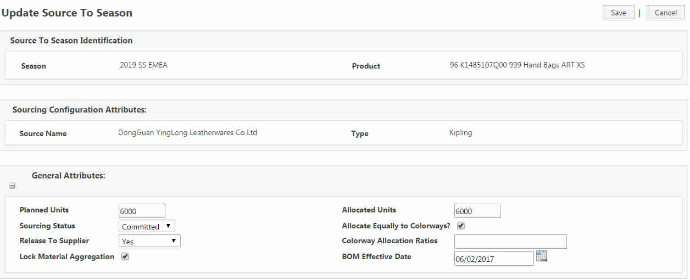 Update Source To Season
Save | Cancel
Source To Season Identification
Season 2019 SS EMEA Product 96 K1485107Q00 999 Hand Bags ART XS
Sourcing Configuration Attributes:
Source Name DongGuan YingLong Leatherwares Co Ltd Type Kipling
General Attributes:
Planned Units 6000 Allocated Units 6000
Sourcing Status Committed Allocate Equally to Colorways?
Release To Supplier Yes Colorway Allocation Ratios
Lock Material Aggregation BOM Effective Date 06/02/2017